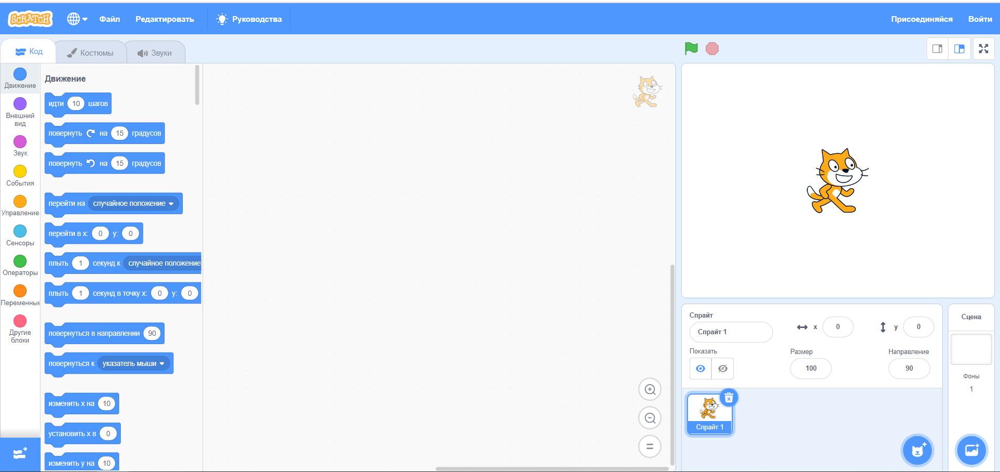 SCRATCH
Файл
Редактировать
Руководства
Присоединяйся
Войти
Код
Костюмы
Звуки
Движение
Внешний
вид
Звук
События
Управление
Сенсоры
Операторы
Переменные
Другие
блоки
Движение
идти 10 шагов
повернуть на 15 градусов
повернуть на 15 градусов
перейти на случайное положение
перейти в x: 0 y: 0
плыть 1 секунд к случайное положение
плыть 1 секунд в точку x: 0 y: 0
повернуться в направлении 90
повернуться к указатель мыши
изменить x на 10
установить x в 0
изменить y на 10
Спрайт
Спрайт 1
x 0
y 0
Показать
Размер
100
Направление
90
Спрайт 1
Сцена
Фоны
1